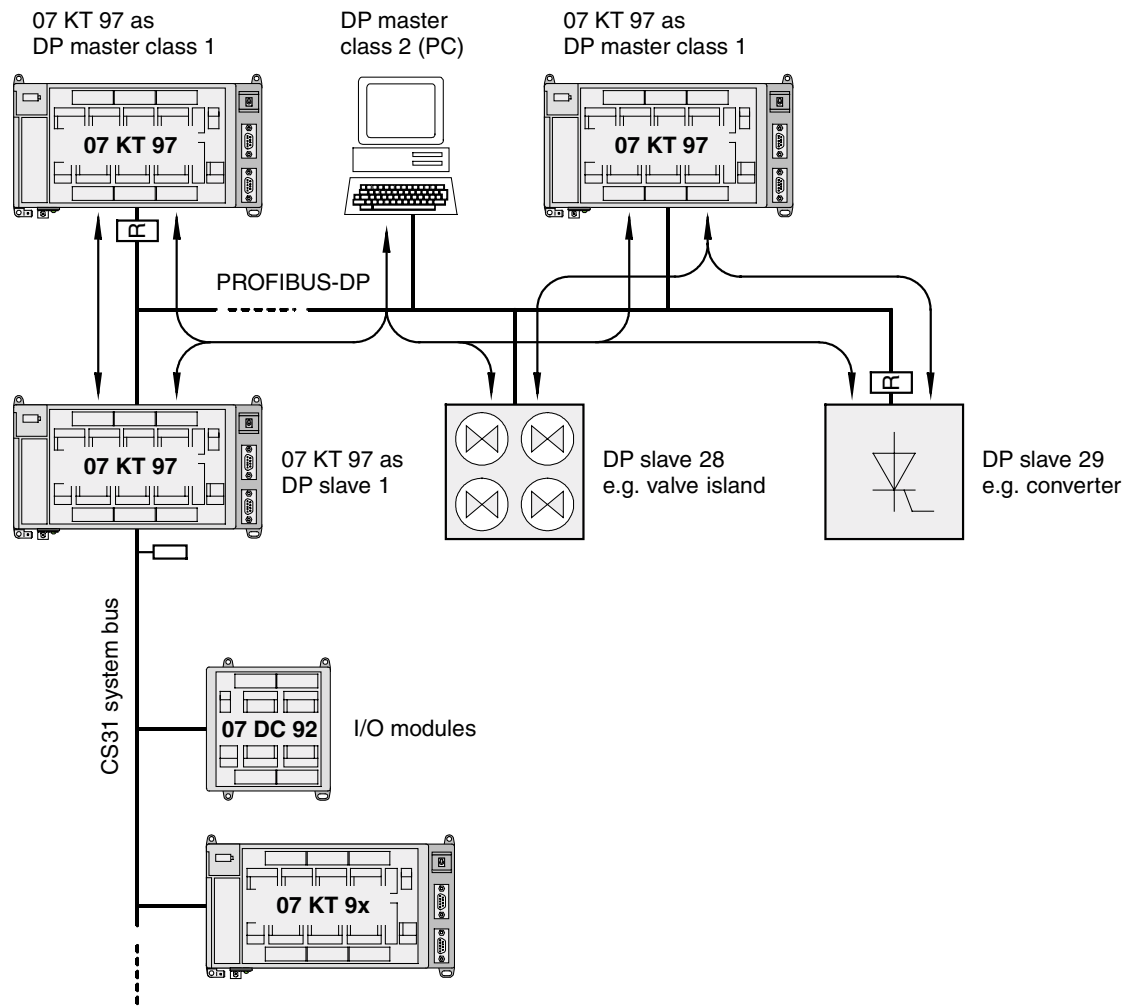 07 KT 97 as
DP master class 1
DP master
class 2 (PC)
07 KT 97 as
DP master class 1
07 KT 97
07 KT 97
R
PROFIBUS-DP
R
07 KT 97
07 KT 97 as
DP slave 1
DP slave 28
e.g. valve island
DP slave 29
e.g. converter
CS31 system bus
07 DC 92
I/O modules
07 KT 9x